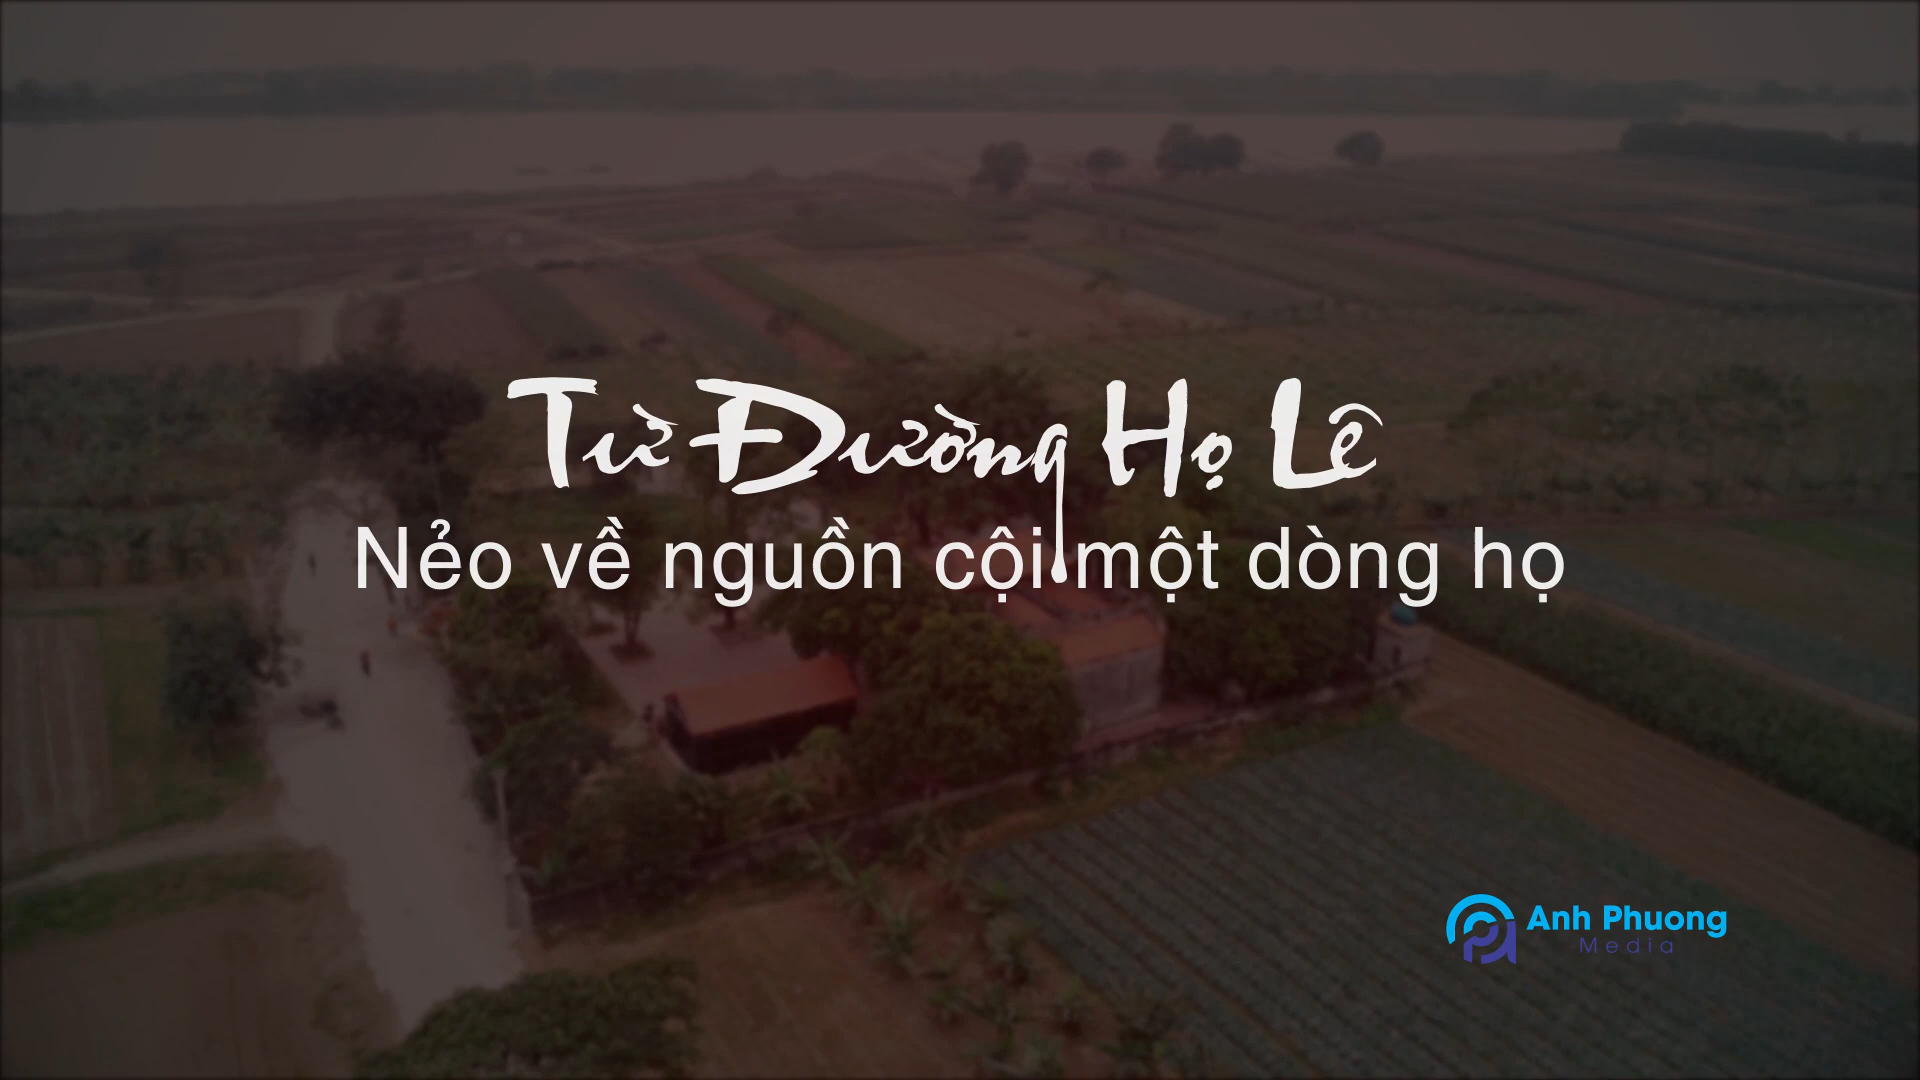 Từ Đường Họ Lê
Nẻo về nguồn cội một dòng họ
Anh Phuong
Media